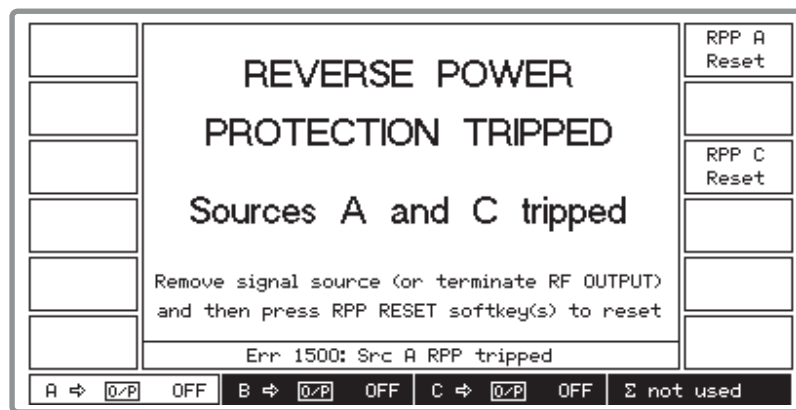 RPP A
Reset
REVERSE POWER
PROTECTION TRIPPED
RPP C
Reset
Sources A and C tripped
Remove signal source (or terminate RF OUTPUT)
and then press RPP RESET softkey(s) to reset
Err 1500: Src A RPP tripped
A ⇨ O/P OFF B ⇨ O/P OFF C ⇨ O/P OFF Σ not used